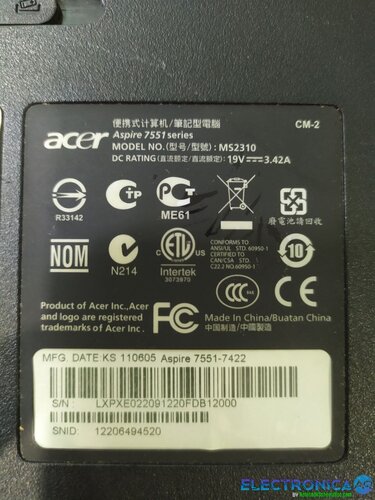 acer
便携式计算机/筆記型電腦
Aspire 7551 series
CM-2
MODEL NO.(型号/型號) : MS2310
DC RATING (直流額定/直流额定) : 19V 3.42A
R33142
ME61
廢電池請回收
NOM
N214
Intertek
3073970
CONFORMS TO
ANSI/UL STD. 60950-1
CERTIFIED TO
CAN/CSA STD.
C22.2 NO.60950-1
10
Product of Acer Inc.,Acer
and logo are registered
trademarks of Acer Inc.
FC
CCC
Made in China/Buatan China
中国制造/中國製造
MFG. DATE:KS 110605 Aspire 7551-7422
S/N : LXPXE022091220FDB12000
SNID: 12206494520
ELECTRONICA